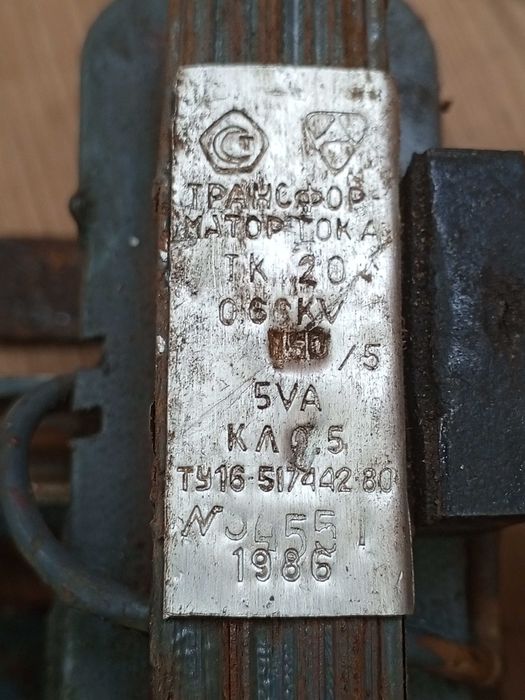 ТРАНСФОР-
МАТОР ТОКА
ТК 20
0.66KV
150/5
5VA
КЛ 0.5
ТУ16-517442-80
1986